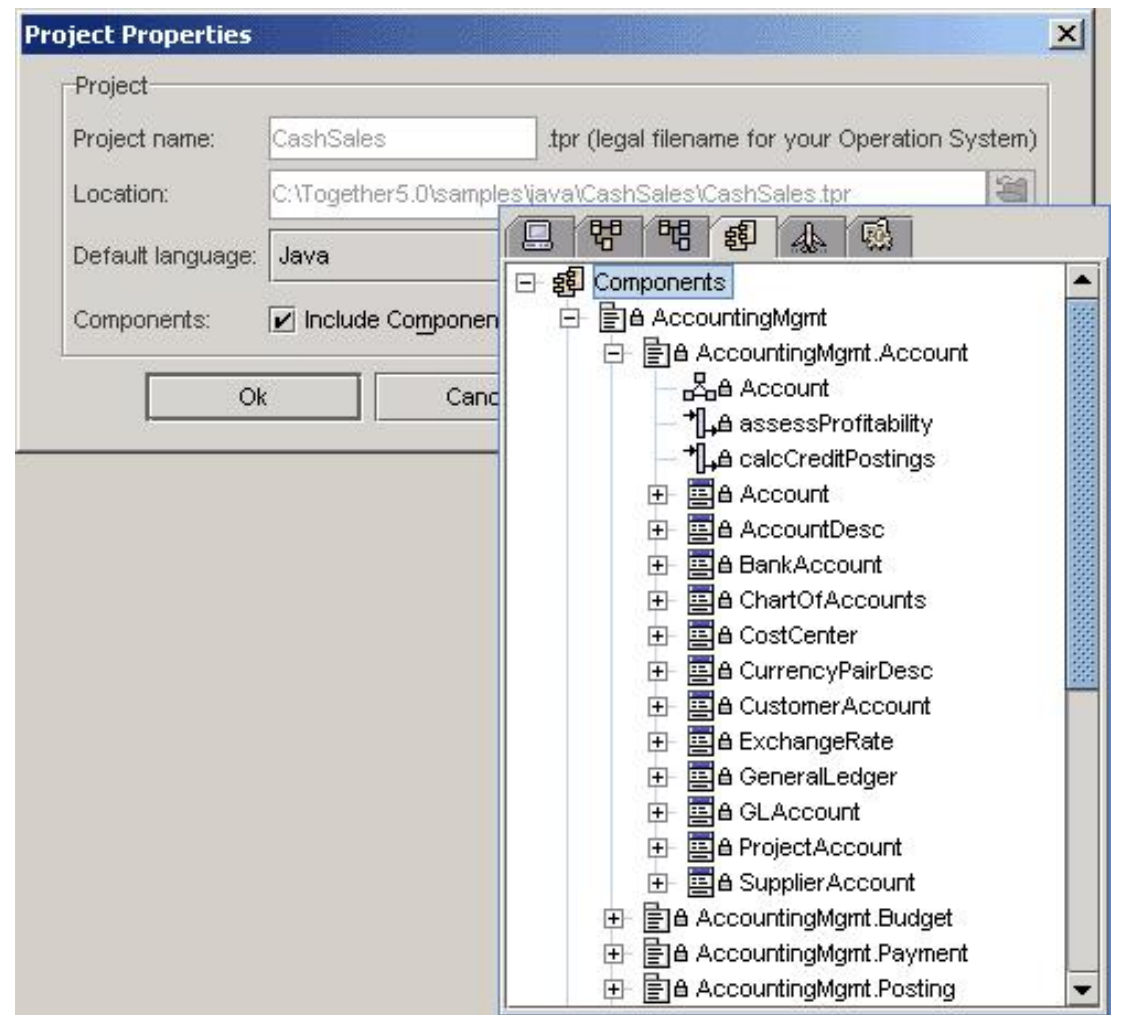 Project Properties
Project
Project name: CashSales .tpr (legal filename for your Operation System)
Location: C:\Together5.0\samples\java\CashSales\CashSales.tpr
Default language: Java
Components: Include Componen
Ok Canc
Components
AccountingMgmt
AccountingMgmt.Account
Account
assessProfitability
calcCreditPostings
Account
AccountDesc
BankAccount
ChartOfAccounts
CostCenter
CurrencyPairDesc
CustomerAccount
ExchangeRate
GeneralLedger
GLAccount
ProjectAccount
SupplierAccount
AccountingMgmt.Budget
AccountingMgmt.Payment
AccountingMgmt.Posting